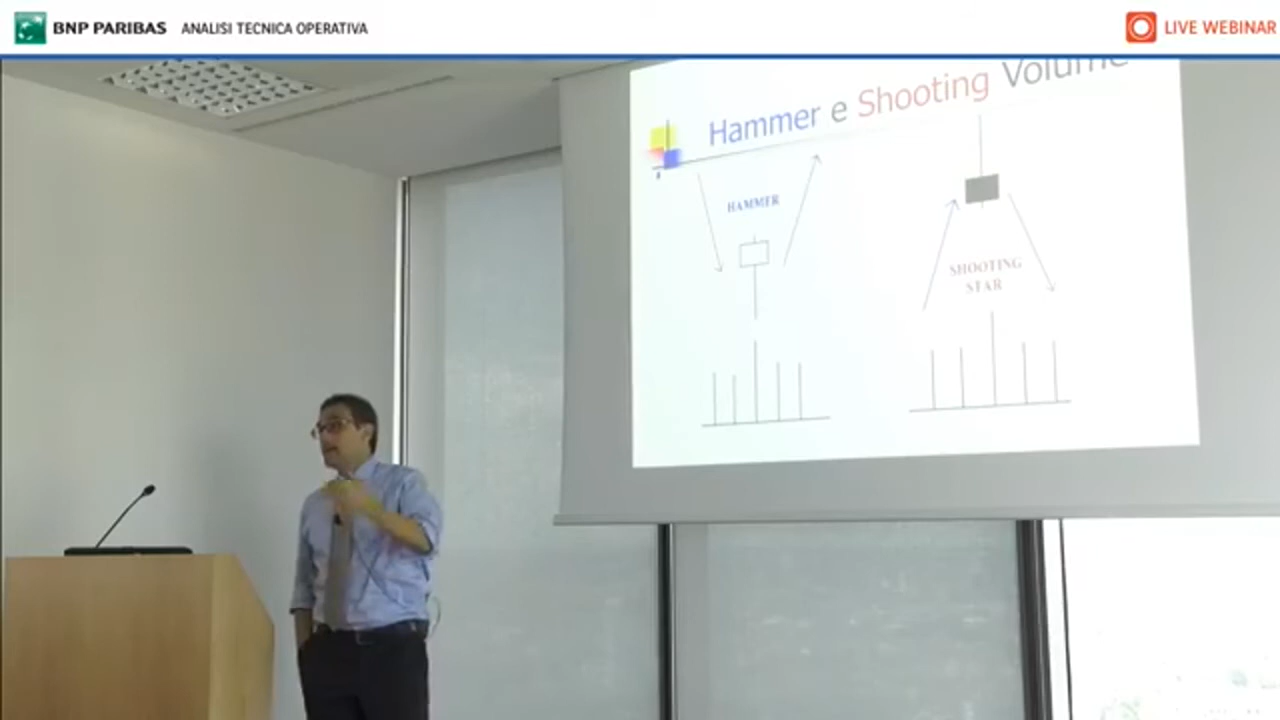 BNP PARIBAS ANALISI TECNICA OPERATIVA
LIVE WEBINAR
Hammer e Shooting Volume
HAMMER
SHOOTING
STAR